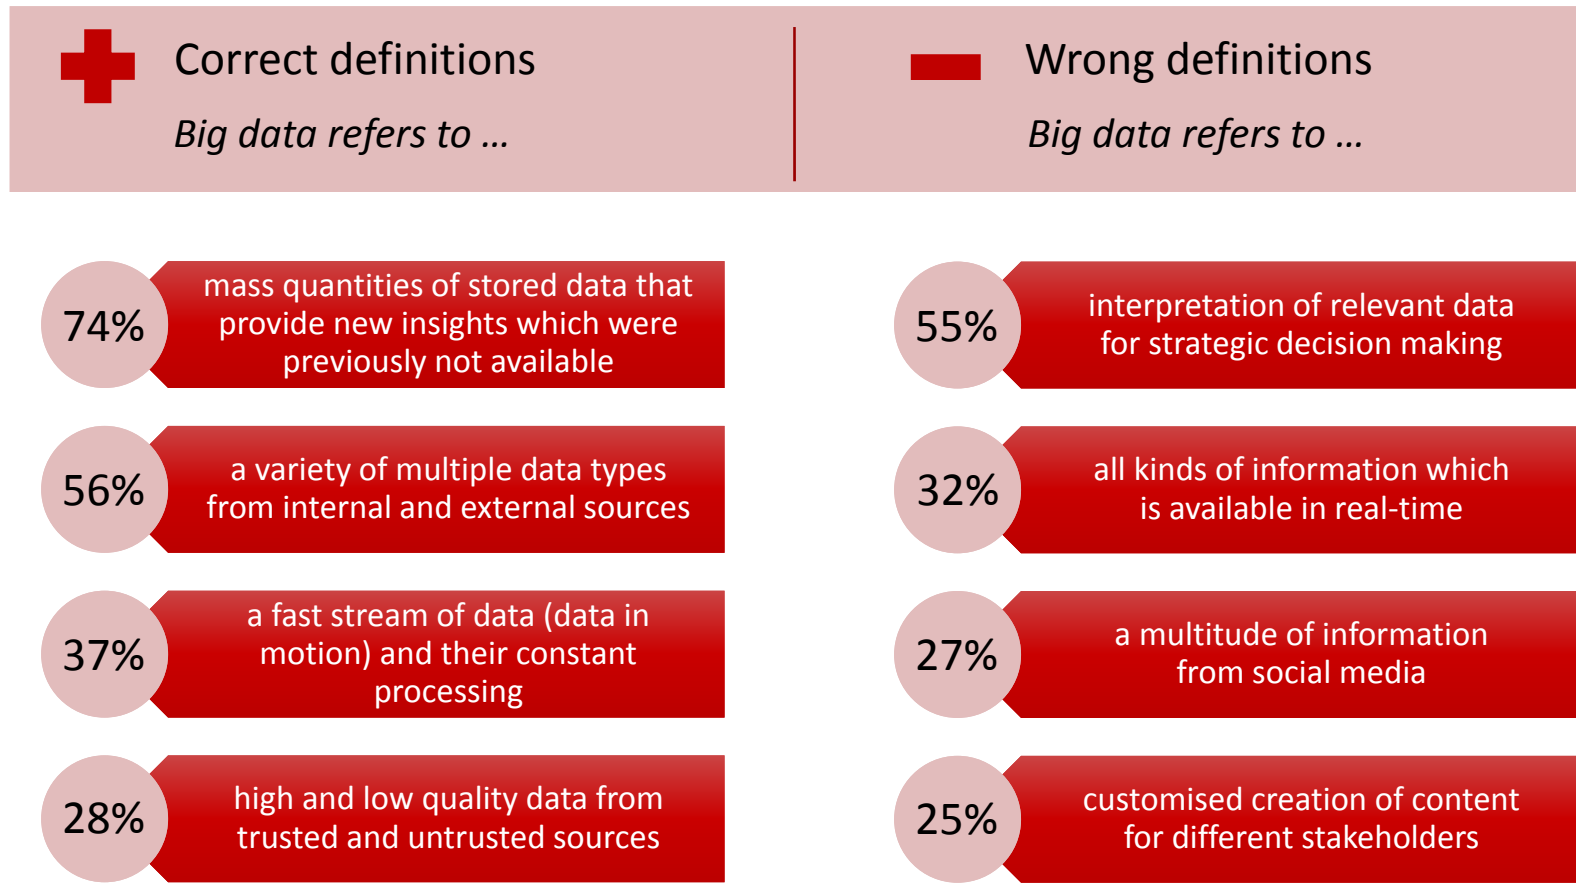 Correct definitions
Big data refers to ...
Wrong definitions
Big data refers to ...
74%
mass quantities of stored data that
provide new insights which were
previously not available
56%
a variety of multiple data types
from internal and external sources
37%
a fast stream of data (data in
motion) and their constant
processing
28%
high and low quality data from
trusted and untrusted sources
55%
interpretation of relevant data
for strategic decision making
32%
all kinds of information which
is available in real-time
27%
a multitude of information
from social media
25%
customised creation of content
for different stakeholders